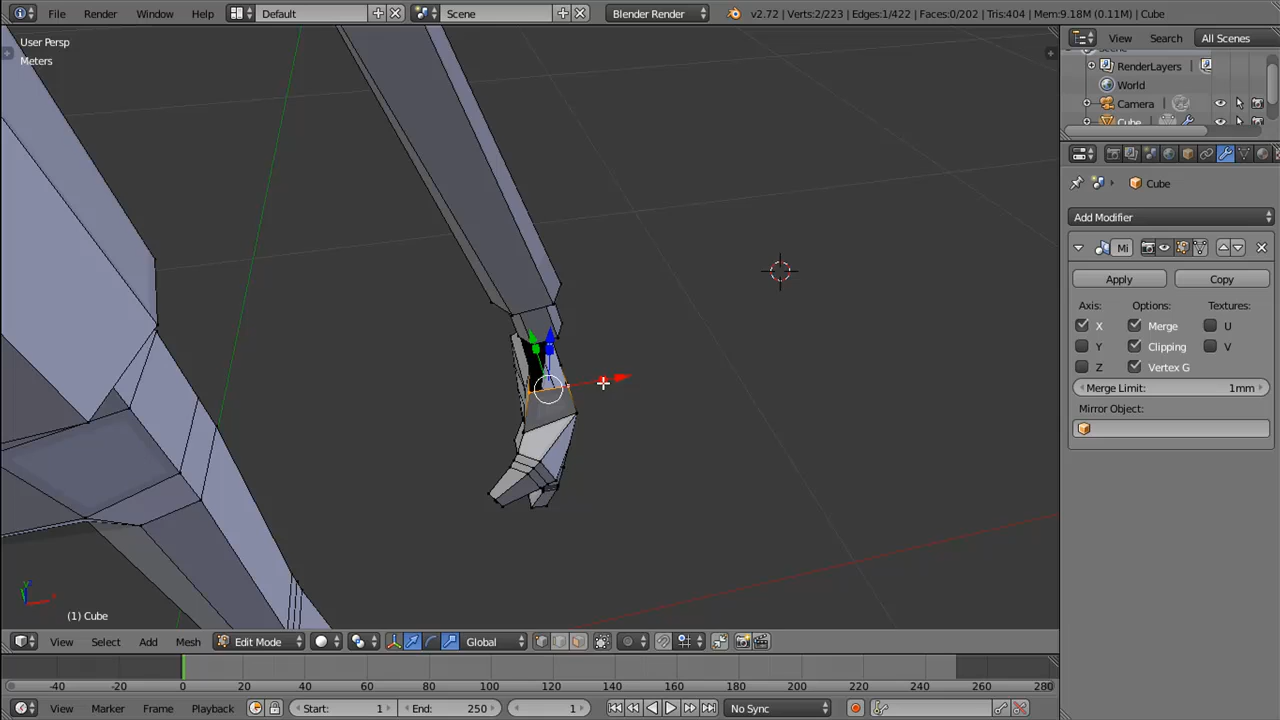 File Render Window Help Default Scene Blender Render v2.72 | Verts:2/223 | Edges:1/422 | Faces:0/202 | Tris:404 | Mem:9.18M (0.11M) | Cube
User Persp
Meters
View Search All Scenes
RenderLayers
World
Camera
Cube
Cube
Add Modifier
Mi
Apply Copy
Axis: Options: Textures:
X Merge U
Y Clipping V
Z Vertex G
Merge Limit: 1mm
Mirror Object:
(1) Cube
View Select Add Mesh Edit Mode Global
-40 -20 0 20 40 60 80 100 120 140 160 180 200 220 240 260 280
View Marker Frame Playback Start: 1 End: 250 1 No Sync